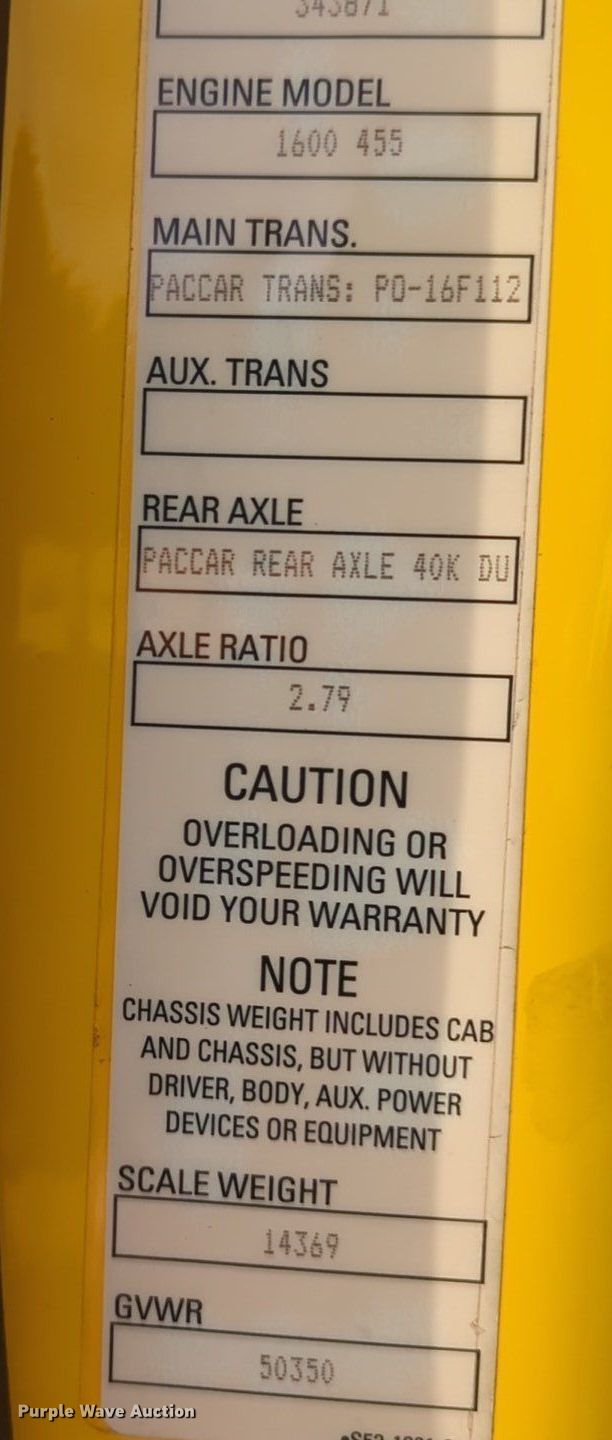 343871
ENGINE MODEL
1600 455
MAIN TRANS.
PACCAR TRANS: PO-16F112
AUX. TRANS
REAR AXLE
PACCAR REAR AXLE 40K DU
AXLE RATIO
2.79
CAUTION
OVERLOADING OR
OVERSPEEDING WILL
VOID YOUR WARRANTY
NOTE
CHASSIS WEIGHT INCLUDES CAB
AND CHASSIS, BUT WITHOUT
DRIVER, BODY, AUX. POWER
DEVICES OR EQUIPMENT
SCALE WEIGHT
14369
GVWR
50350
Purple Wave Auction